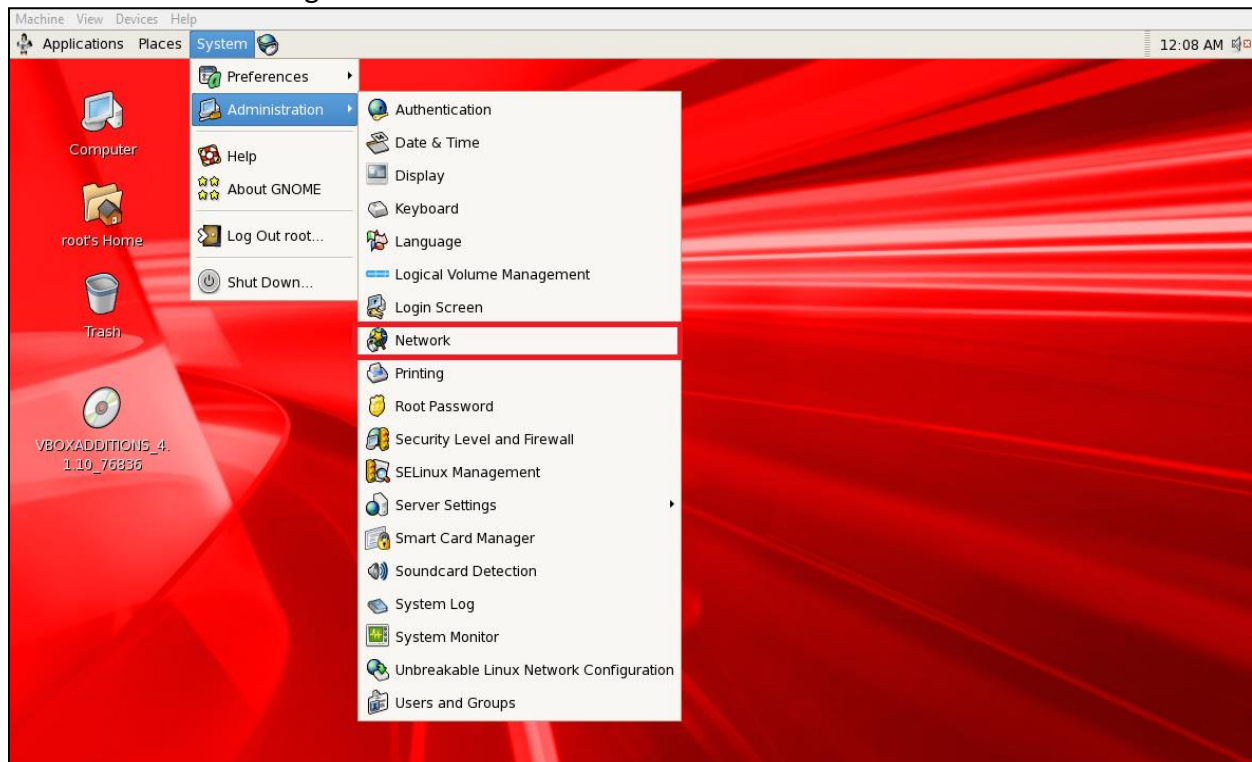 Machine View Devices Help
Applications Places System
12:08 AM
Preferences
Administration
Help
About GNOME
Log Out root...
Shut Down...
Authentication
Date & Time
Display
Keyboard
Language
Logical Volume Management
Login Screen
Network
Printing
Root Password
Security Level and Firewall
SELinux Management
Server Settings
Smart Card Manager
Soundcard Detection
System Log
System Monitor
Unbreakable Linux Network Configuration
Users and Groups
Computer
root's Home
Trash
VBOXADDITIONS_4.
1.10_76836